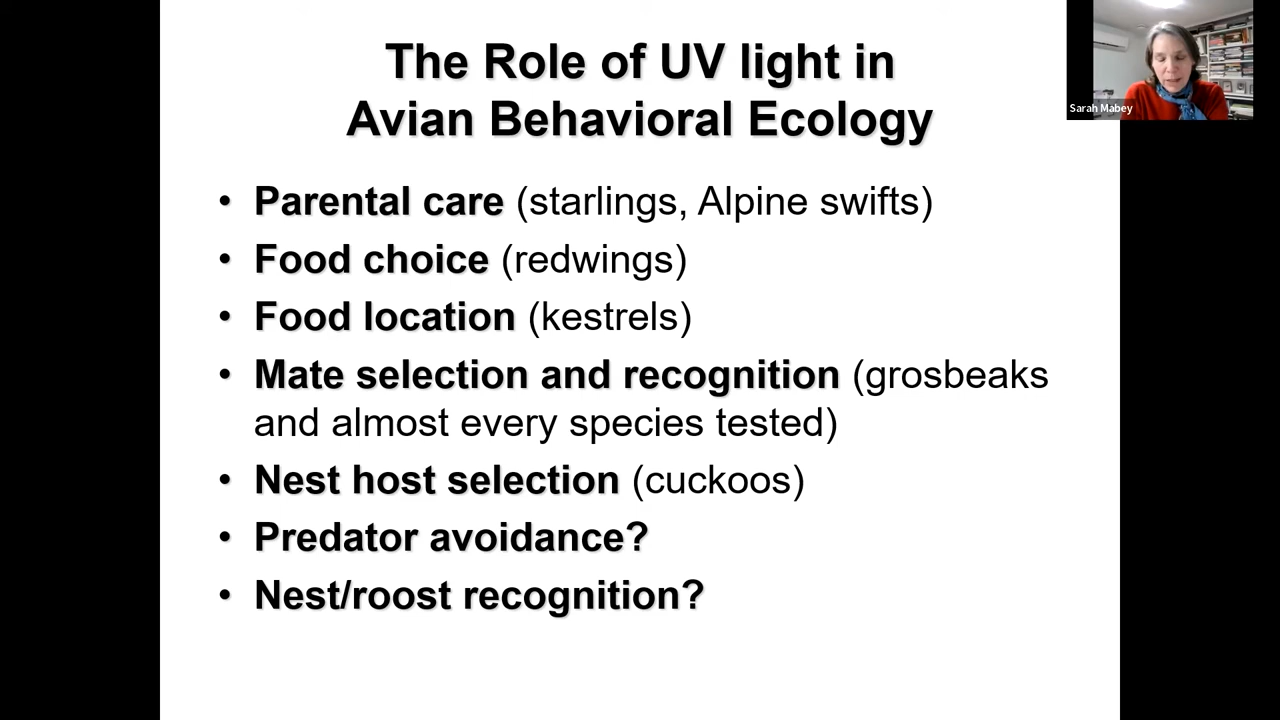 The Role of UV light in
Avian Behavioral Ecology
• Parental care (starlings, Alpine swifts)
• Food choice (redwings)
• Food location (kestrels)
• Mate selection and recognition (grosbeaks
and almost every species tested)
• Nest host selection (cuckoos)
• Predator avoidance?
• Nest/roost recognition?
Sarah Mabey